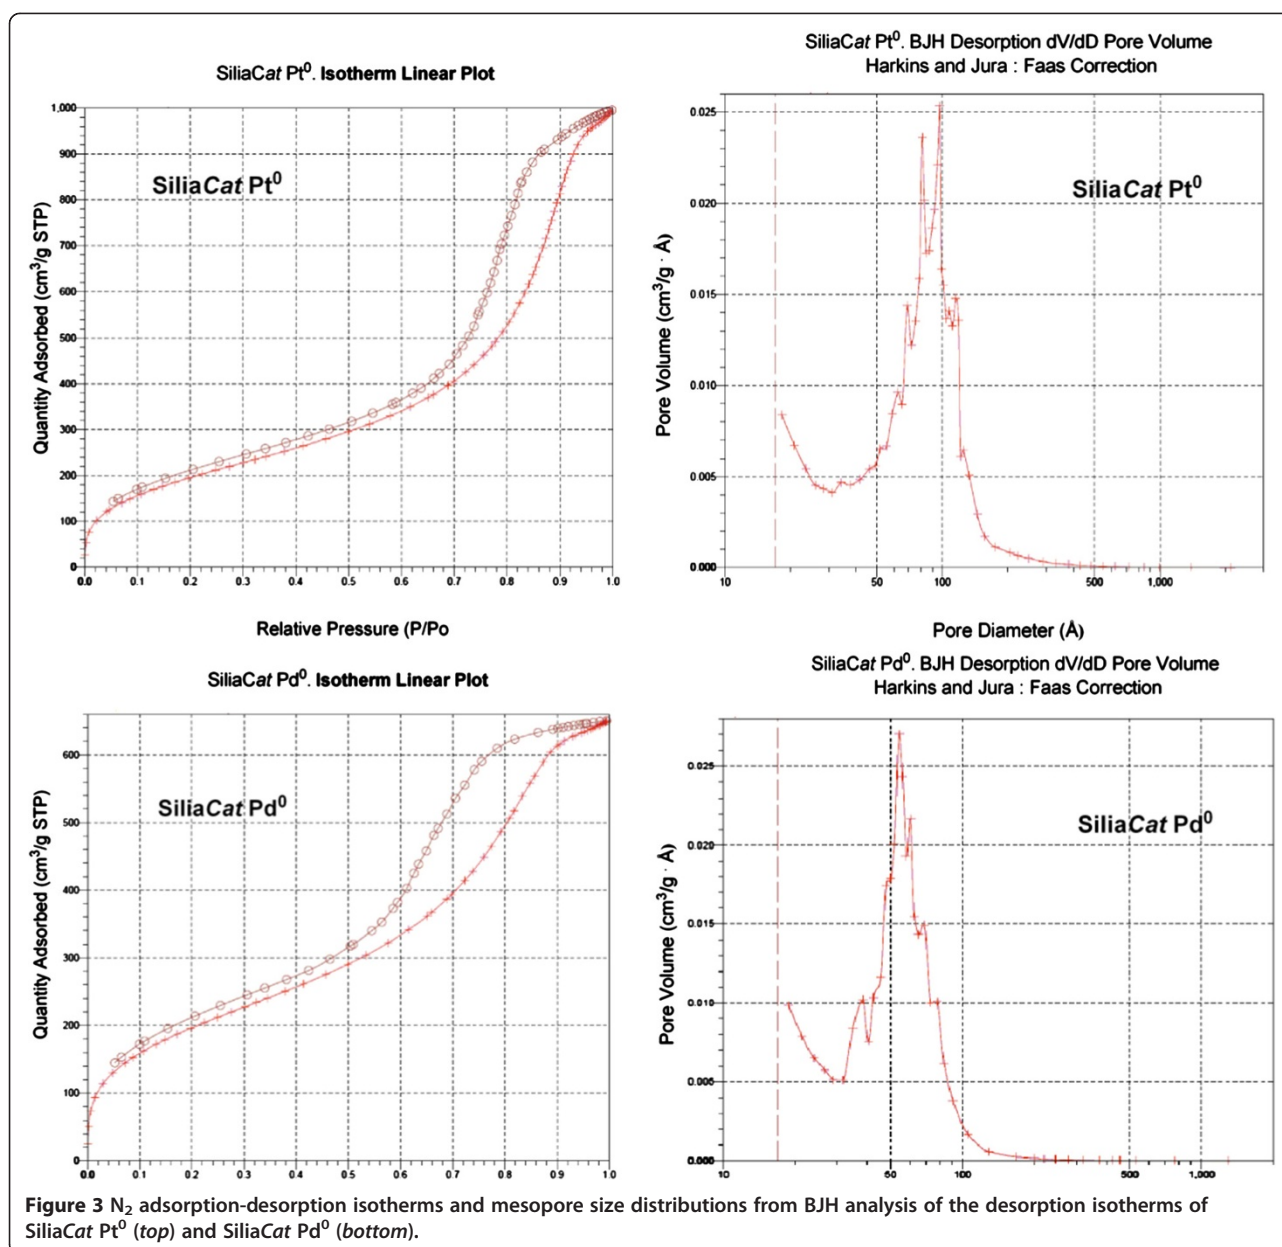 SiliaCat Pt⁰. Isotherm Linear Plot
1,000
900
800
700
600
500
400
300
200
100
0
SiliaCat Pt⁰
Quantity Adsorbed (cm³/g STP)
0.0 0.1 0.2 0.3 0.4 0.5 0.6 0.7 0.8 0.9 1.0
Relative Pressure (P/Po
SiliaCat Pt⁰. BJH Desorption dV/dD Pore Volume
Harkins and Jura : Faas Correction
0.025
0.020
0.015
0.010
0.005
0.000
SiliaCat Pt⁰
Pore Volume (cm³/g · Å)
10 50 100 500 1,000
Pore Diameter (Å)
SiliaCat Pd⁰. Isotherm Linear Plot
600
500
400
300
200
100
0
SiliaCat Pd⁰
Quantity Adsorbed (cm³/g STP)
0.0 0.1 0.2 0.3 0.4 0.5 0.6 0.7 0.8 0.9 1.0
SiliaCat Pd⁰. BJH Desorption dV/dD Pore Volume
Harkins and Jura : Faas Correction
0.025
0.020
0.015
0.010
0.005
0.000
SiliaCat Pd⁰
Pore Volume (cm³/g · Å)
10 50 100 500 1,000
Figure 3 N₂ adsorption-desorption isotherms and mesopore size distributions from BJH analysis of the desorption isotherms of
SiliaCat Pt⁰ (top) and SiliaCat Pd⁰ (bottom).